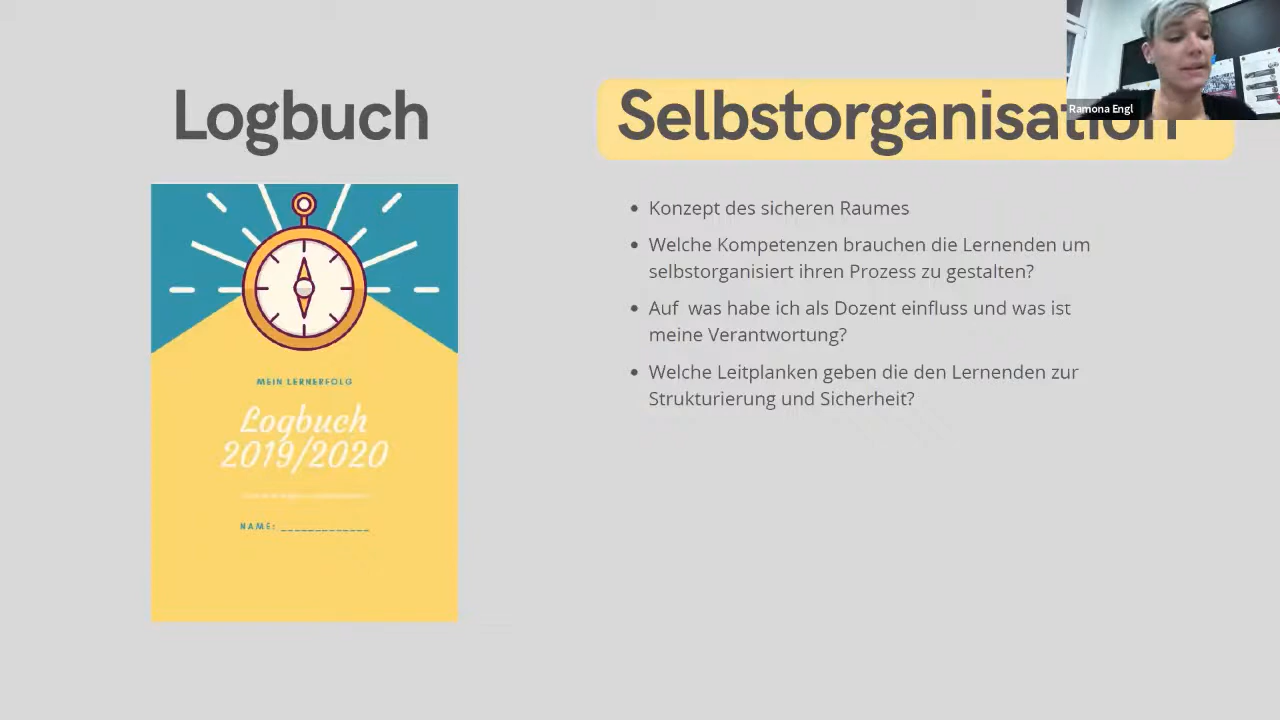 Logbuch
MEIN LERNERFOLG
Logbuch
2019/2020
NAME: _____________
Selbstorganisation
Konzept des sicheren Raumes
Welche Kompetenzen brauchen die Lernenden um
selbstorganisiert ihren Prozess zu gestalten?
Auf was habe ich als Dozent einfluss und was ist
meine Verantwortung?
Welche Leitplanken geben die den Lernenden zur
Strukturierung und Sicherheit?
Ramona Engl